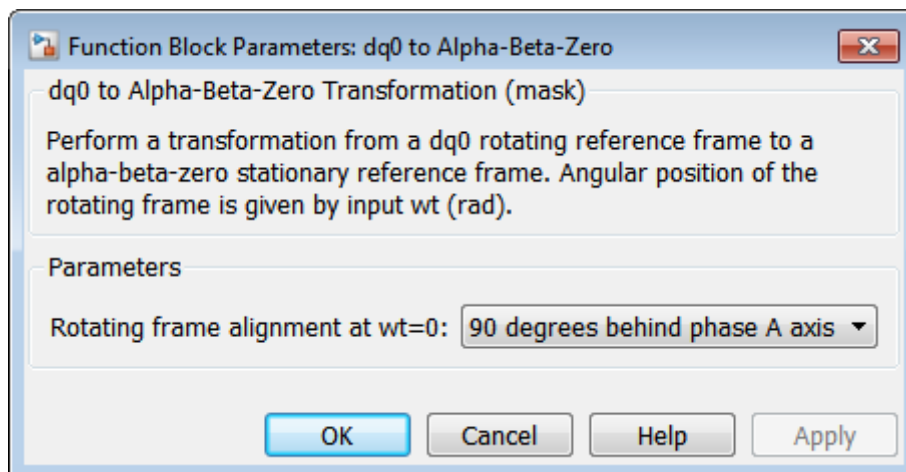 Function Block Parameters: dq0 to Alpha-Beta-Zero
dq0 to Alpha-Beta-Zero Transformation (mask)
Perform a transformation from a dq0 rotating reference frame to a
alpha-beta-zero stationary reference frame. Angular position of the
rotating frame is given by input wt (rad).
Parameters
Rotating frame alignment at wt=0: 90 degrees behind phase A axis
OK Cancel Help Apply